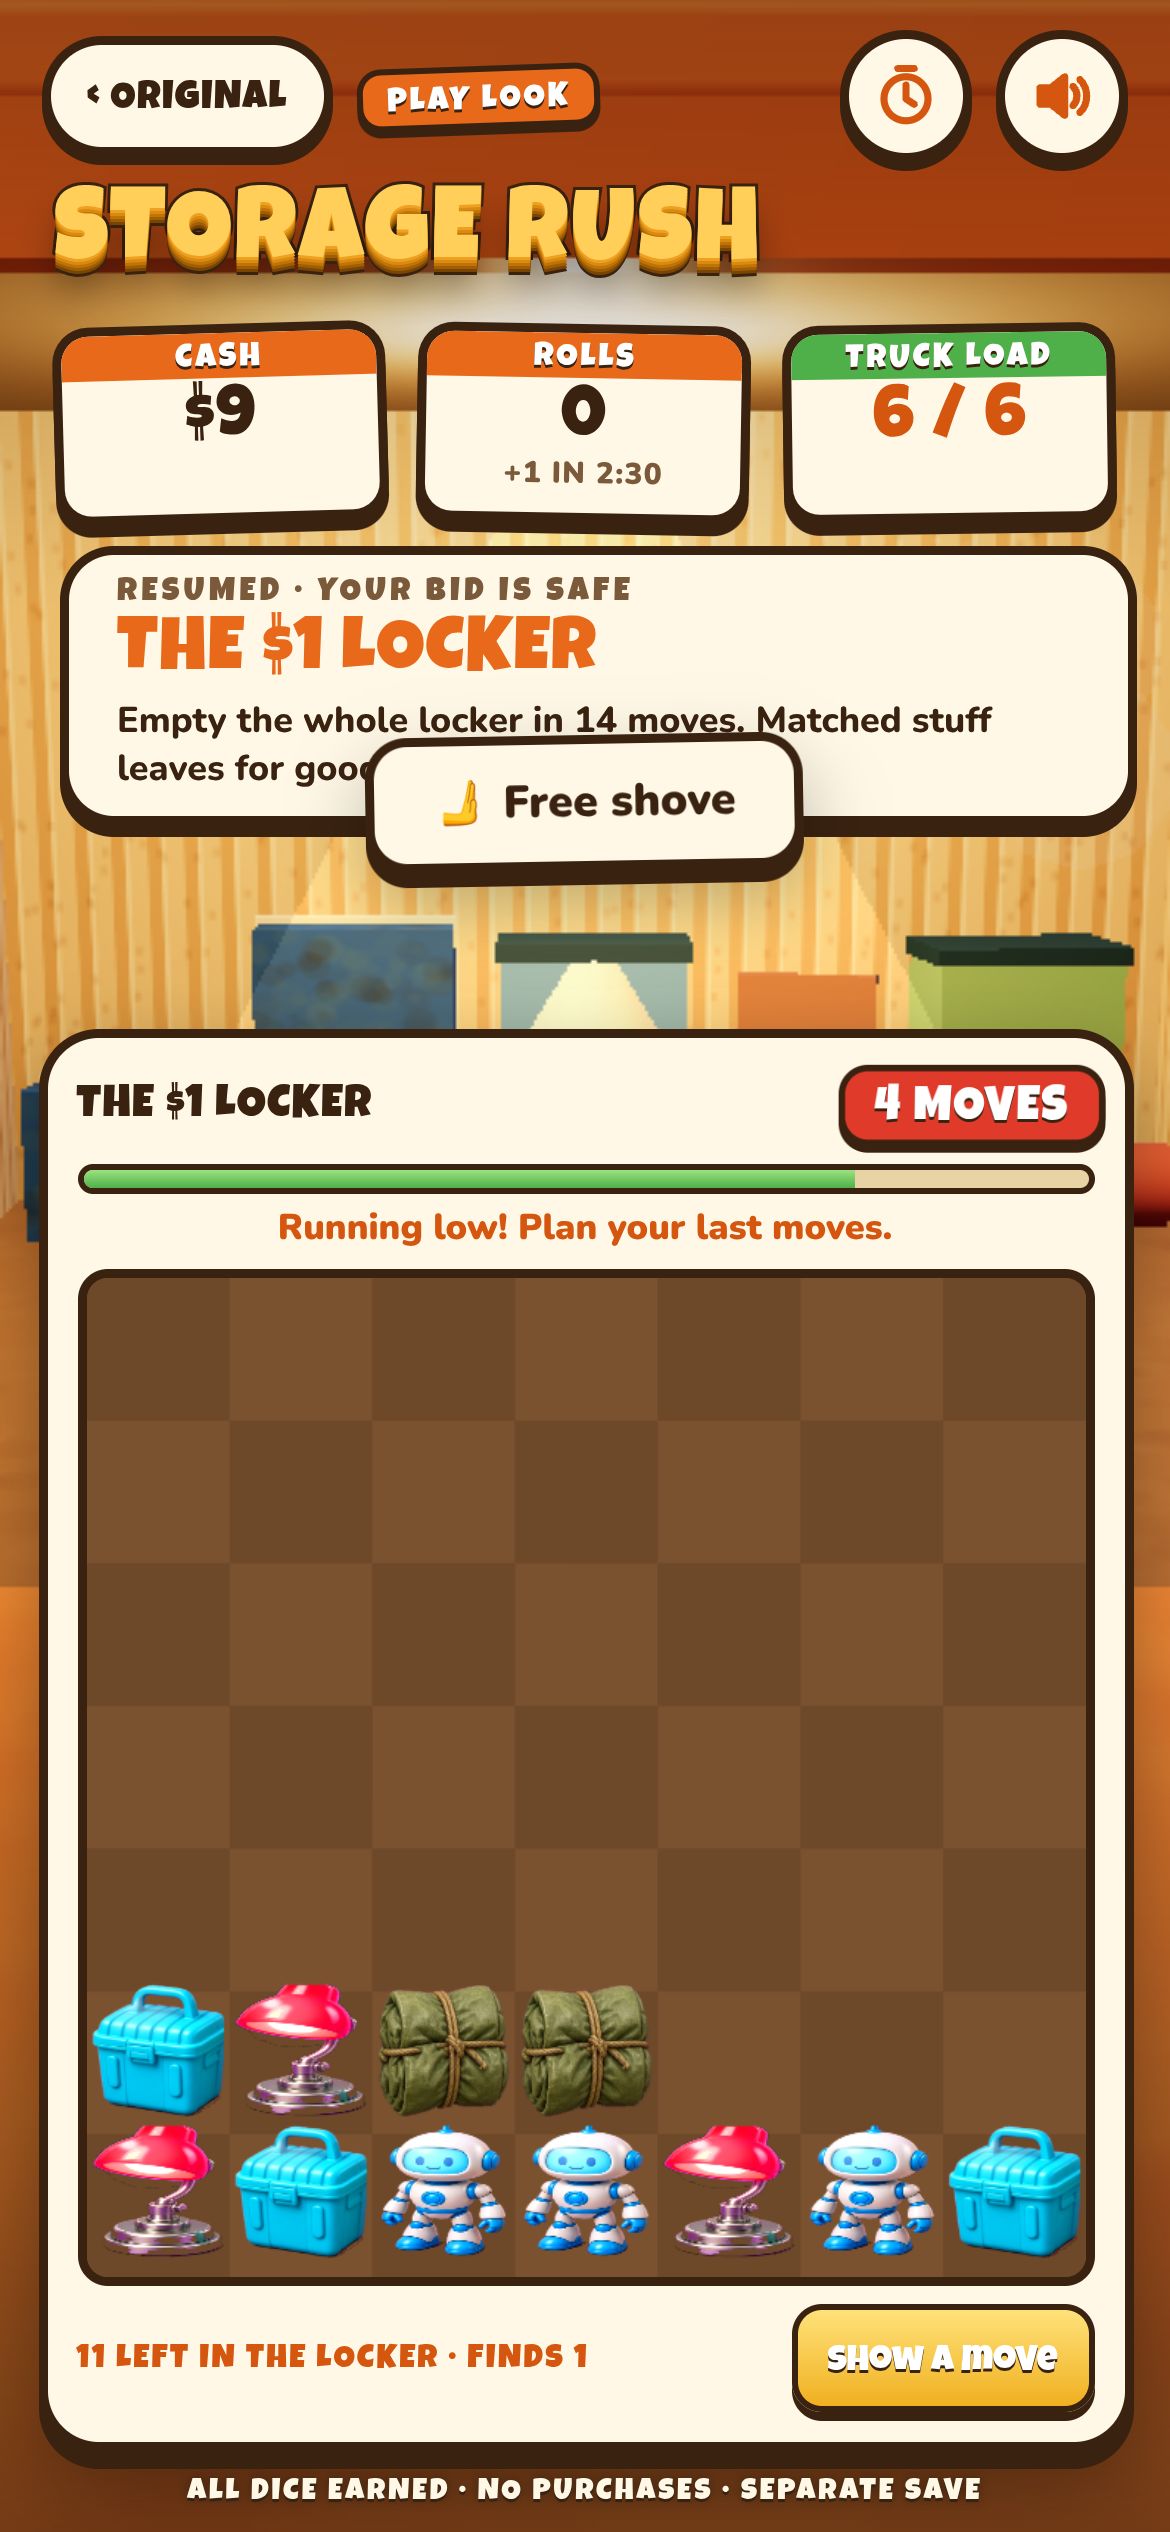 ‹ ORIGINAL
PLAY LOOK
STORAGE RUSH
CASH
$9
ROLLS
0
+1 IN 2:30
TRUCK LOAD
6 / 6
RESUMED · YOUR BID IS SAFE
THE $1 LOCKER
Empty the whole locker in 14 moves. Matched stuff
leaves for good
Free shove
THE $1 LOCKER
4 MOVES
Running low! Plan your last moves.
11 LEFT IN THE LOCKER · FINDS 1
SHOW A MOVE
ALL DICE EARNED · NO PURCHASES · SEPARATE SAVE